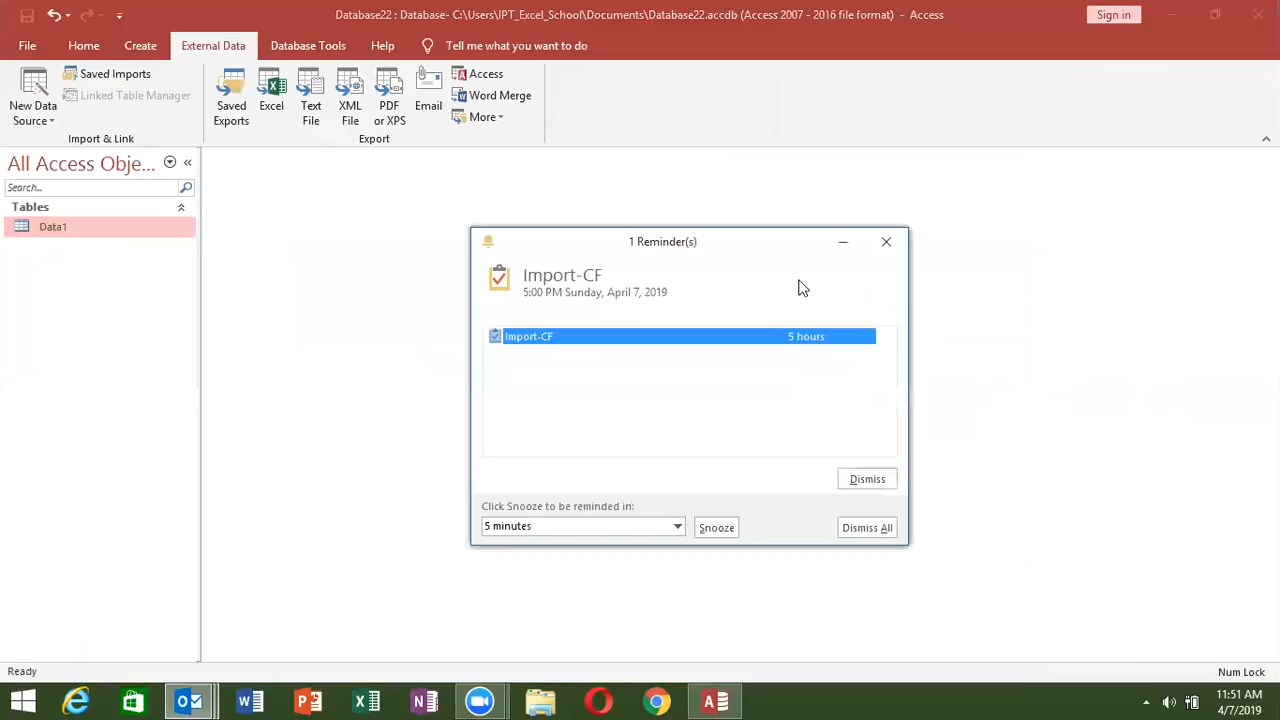 Database22 : Database- C:\Users\IPT_Excel_School\Documents\Database22.accdb (Access 2007 - 2016 file format) - Access
Sign in
File
Home
Create
External Data
Database Tools
Help
Tell me what you want to do
New Data
Source
Saved Imports
Linked Table Manager
Import & Link
Saved
Exports
Excel
Text
File
XML
File
PDF
or XPS
Email
Access
Word Merge
More
Export
All Access Obje...
Search...
Tables
Data1
1 Reminder(s)
Import-CF
5:00 PM Sunday, April 7, 2019
Import-CF 5 hours
Dismiss
Click Snooze to be reminded in:
5 minutes
Snooze
Dismiss All
Ready
Num Lock
11:51 AM
4/7/2019